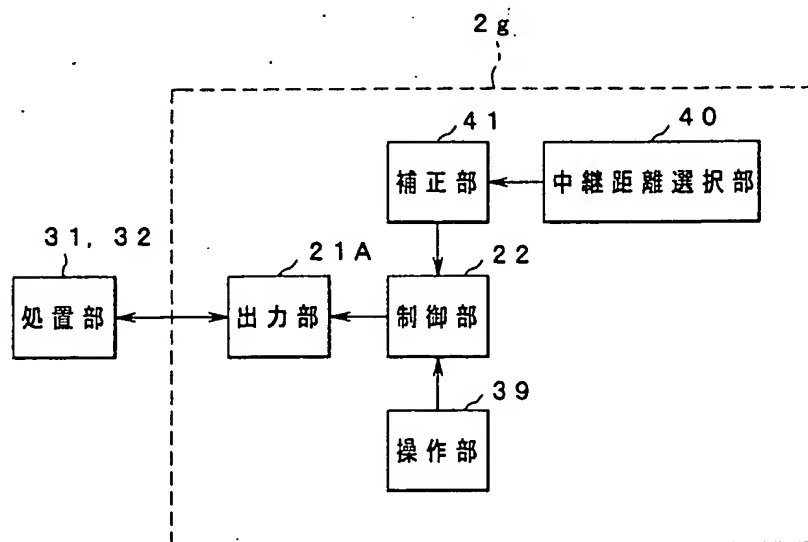 2g
41
40
補正部
中継距離選択部
31, 32
21A
22
処置部
出力部
制御部
39
操作部